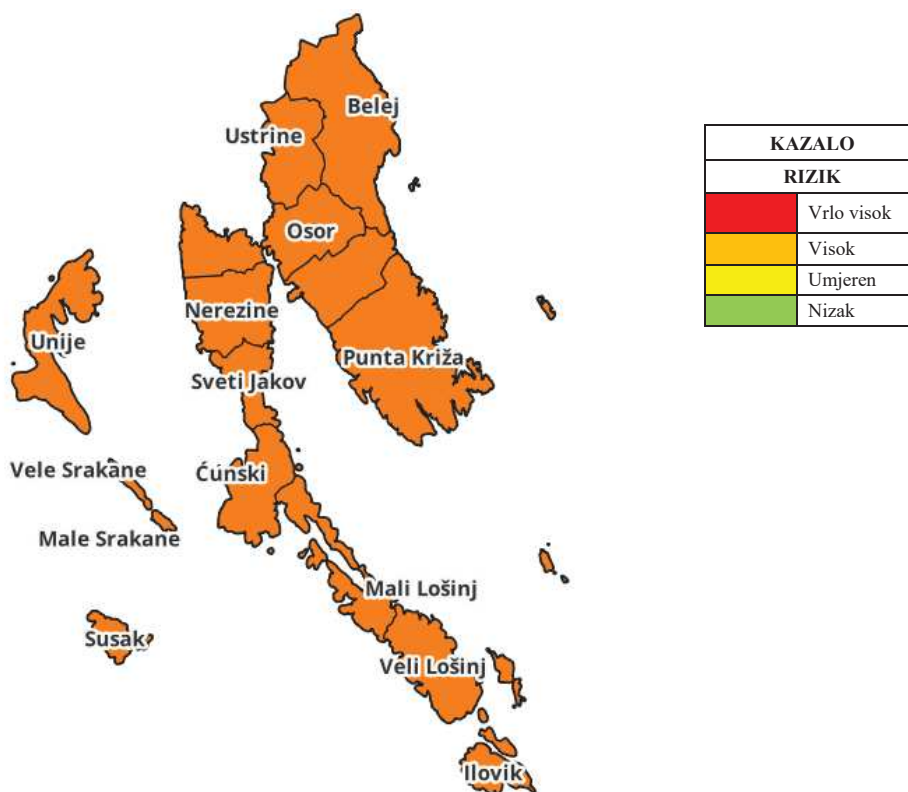 Belej
Ustrine
Osor
Nerezine
Unije
Punta Križa
Sveti Jakov
Vele Srakane
Ćunski
Male Srakane
Mali Lošinj
Susak
Veli Lošinj
Ilovik
KAZALO
RIZIK
Vrlo visok
Visok
Umjeren
Nizak